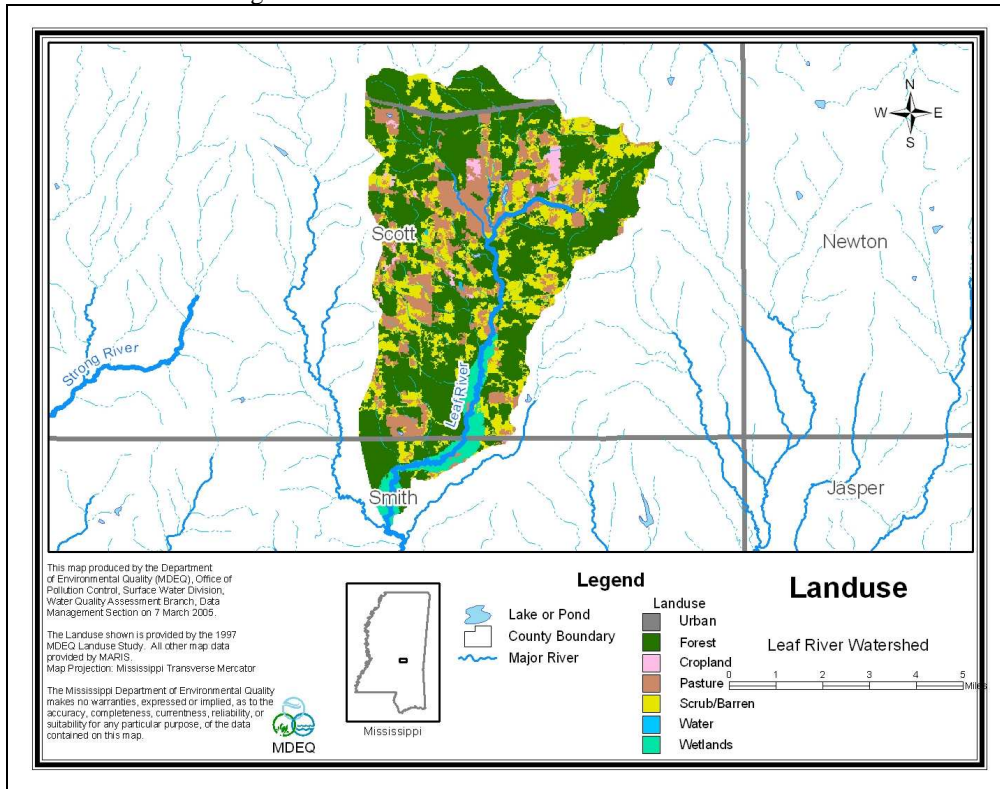 N
W E
S
Scott
Newton
Strong River
Leaf River
Smith
Jasper
This map produced by the Department
of Environmental Quality (MDEQ), Office of
Pollution Control, Surface Water Division,
Water Quality Assessment Branch, Data
Management Section on 7 March 2005.
The Landuse shown is provided by the 1997
MDEQ Landuse Study. All other map data
provided by MARIS.
Map Projection: Mississippi Transverse Mercator
The Mississippi Department of Environmental Quality
makes no warranties, expressed or implied, as to the
accuracy, completeness, currentness, reliability, or
suitability for any particular purpose, of the data
contained on this map.
MDEQ
Mississippi
Legend
Lake or Pond
County Boundary
Major River
Landuse
Urban
Forest
Cropland
Pasture
Scrub/Barren
Water
Wetlands
Landuse
Leaf River Watershed
0 1 2 3 4 5
Miles